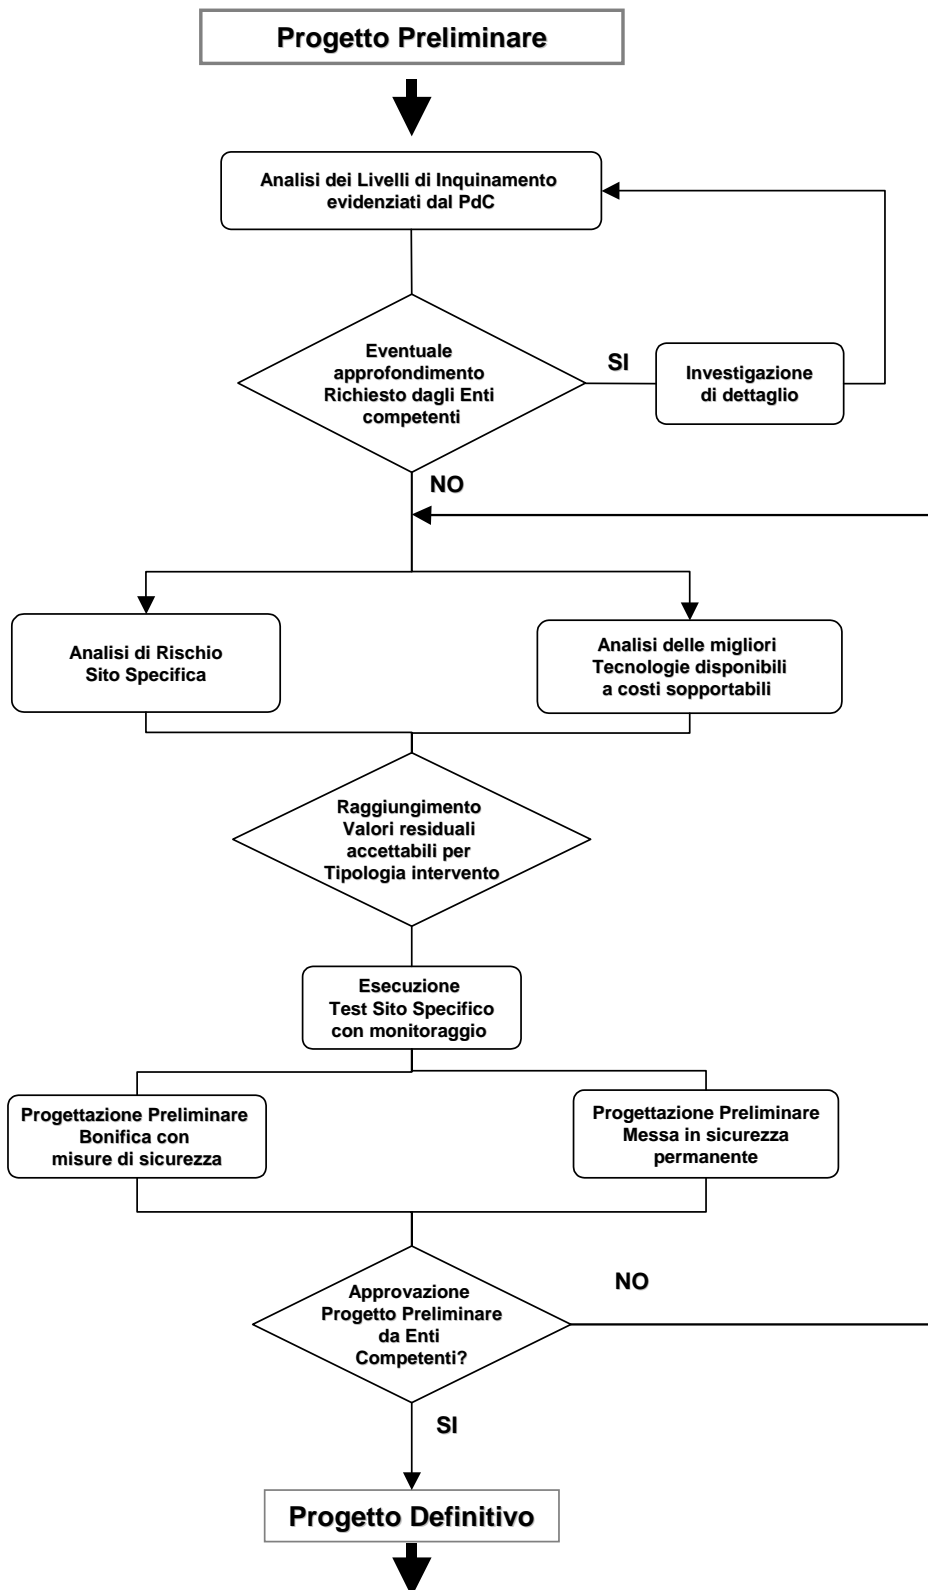 Progetto Preliminare
Analisi dei Livelli di Inquinamento
evidenziati dal PdC
Eventuale
approfondimento
Richiesto dagli Enti
competenti
SI
Investigazione
di dettaglio
NO
Analisi di Rischio
Sito Specifica
Analisi delle migliori
Tecnologie disponibili
a costi sopportabili
Raggiungimento
Valori residuali
accettabili per
Tipologia intervento
Esecuzione
Test Sito Specifico
con monitoraggio
Progettazione Preliminare
Bonifica con
misure di sicurezza
Progettazione Preliminare
Messa in sicurezza
permanente
Approvazione
Progetto Preliminare
da Enti
Competenti?
NO
SI
Progetto Definitivo